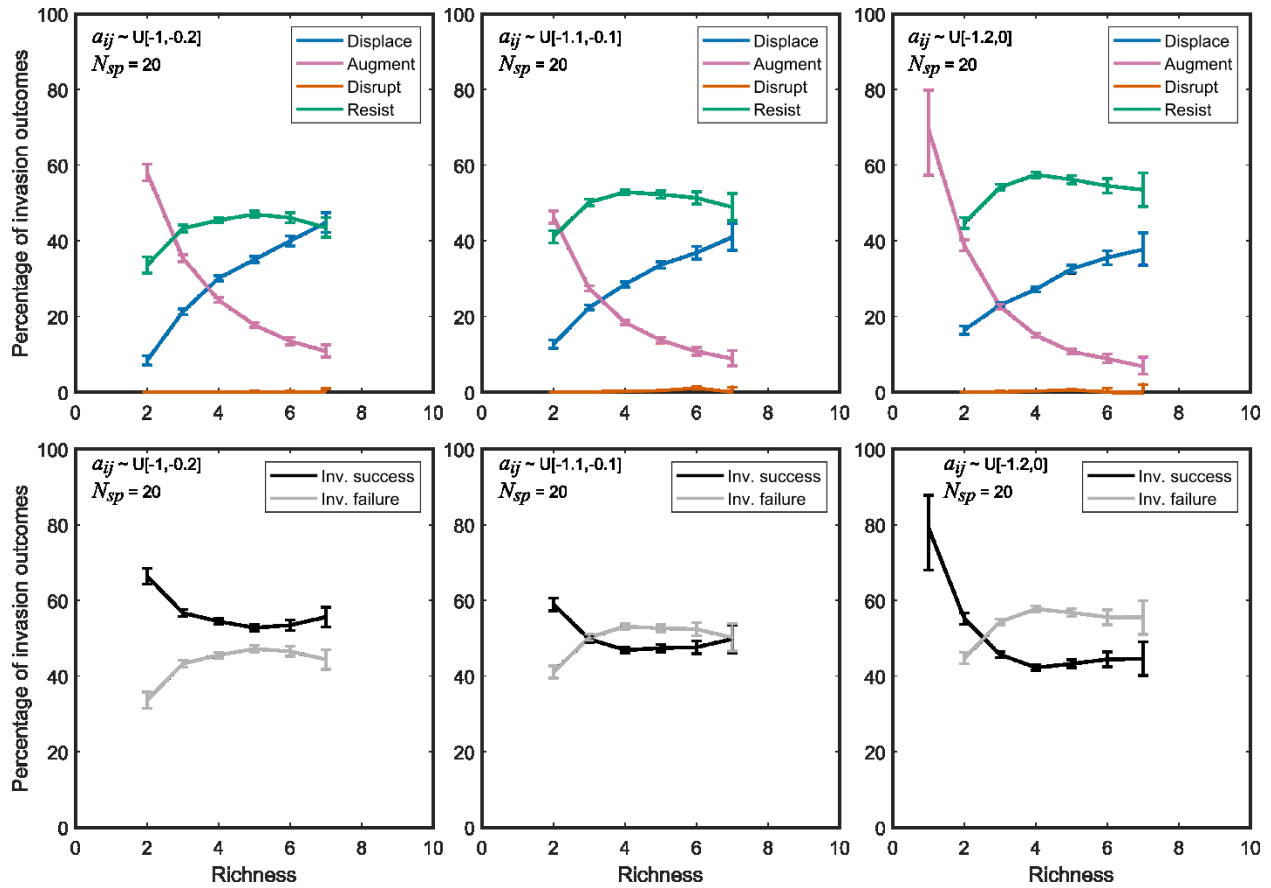 Percentage of invasion outcomes
100
80
60
40
20
0
a_ij ~ U[-1,-0.2]
N_sp = 20
Displace
Augment
Disrupt
Resist
0 2 4 6 8 10
a_ij ~ U[-1.1,-0.1]
N_sp = 20
Displace
Augment
Disrupt
Resist
0 2 4 6 8 10
a_ij ~ U[-1.2,0]
N_sp = 20
Displace
Augment
Disrupt
Resist
0 2 4 6 8 10
100
80
60
40
20
0
Percentage of invasion outcomes
100
80
60
40
20
0
a_ij ~ U[-1,-0.2]
N_sp = 20
Inv. success
Inv. failure
0 2 4 6 8 10
Richness
100
80
60
40
20
0
a_ij ~ U[-1.1,-0.1]
N_sp = 20
Inv. success
Inv. failure
0 2 4 6 8 10
Richness
100
80
60
40
20
0
a_ij ~ U[-1.2,0]
N_sp = 20
Inv. success
Inv. failure
0 2 4 6 8 10
Richness
100
80
60
40
20
0